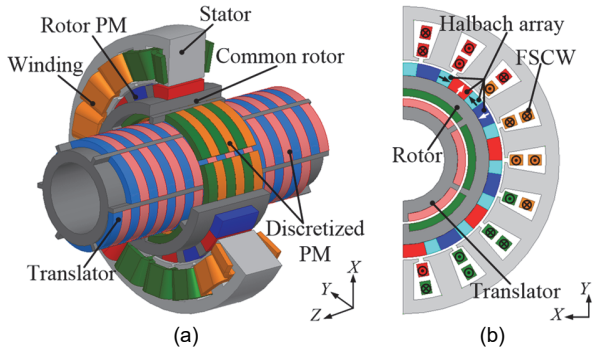 Rotor PM
Stator
Winding
Common rotor
Discretized
PM
Translator
Y
X
Z
(a)
Halbach array
FSCW
Rotor
Translator
Y
X
(b)